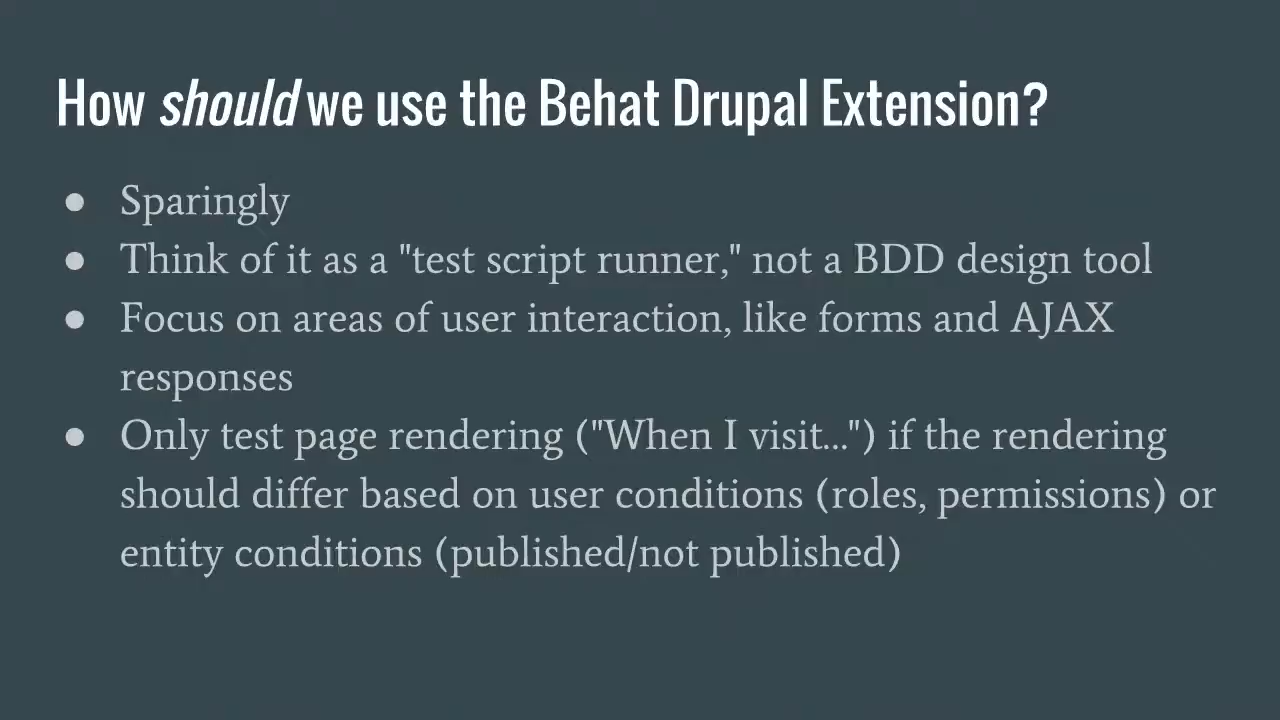 How should we use the Behat Drupal Extension?
● Sparingly
● Think of it as a "test script runner," not a BDD design tool
● Focus on areas of user interaction, like forms and AJAX
responses
● Only test page rendering ("When I visit...") if the rendering
should differ based on user conditions (roles, permissions) or
entity conditions (published/not published)